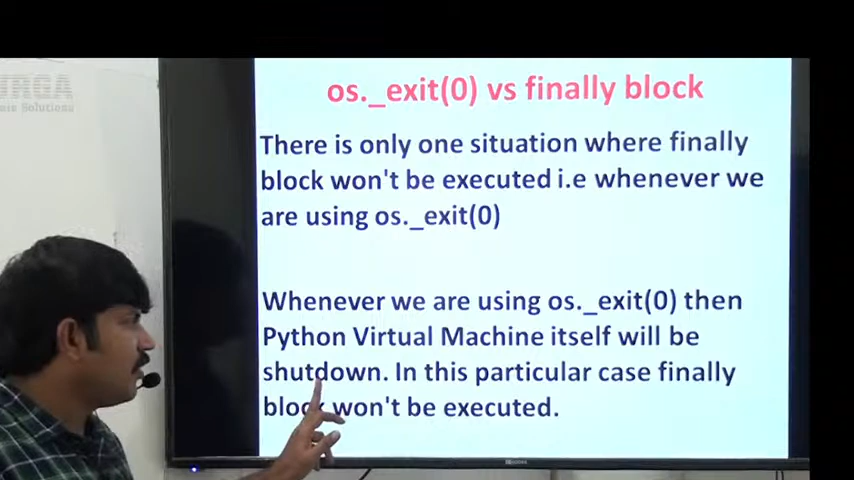 os._exit(0) vs finally block
There is only one situation where finally
block won't be executed i.e whenever we
are using os._exit(0)
Whenever we are using os._exit(0) then
Python Virtual Machine itself will be
shutdown. In this particular case finally
block won't be executed.